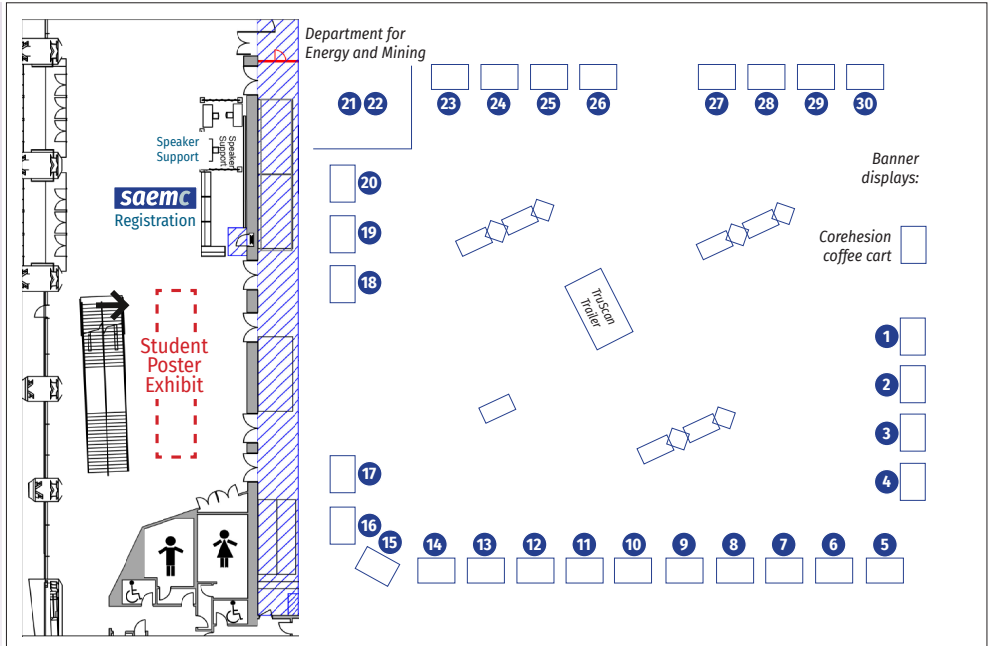 Department for
Energy and Mining
21 22
23 24 25 26
27 28 29 30
Speaker
Support
Speaker
Support
saemc
Registration
20
19
18
Banner
displays:
Corehesion
coffee cart
TruScan
Trailer
Student
Poster
Exhibit
1
2
3
4
17
16
15 14 13 12 11 10 9 8 7 6 5